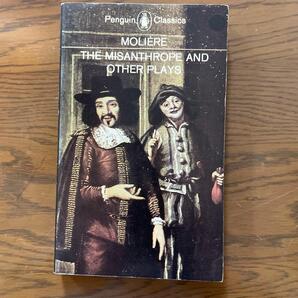 Penguin Classics
MOLIÈRE
THE MISANTHROPE AND
OTHER PLAYS